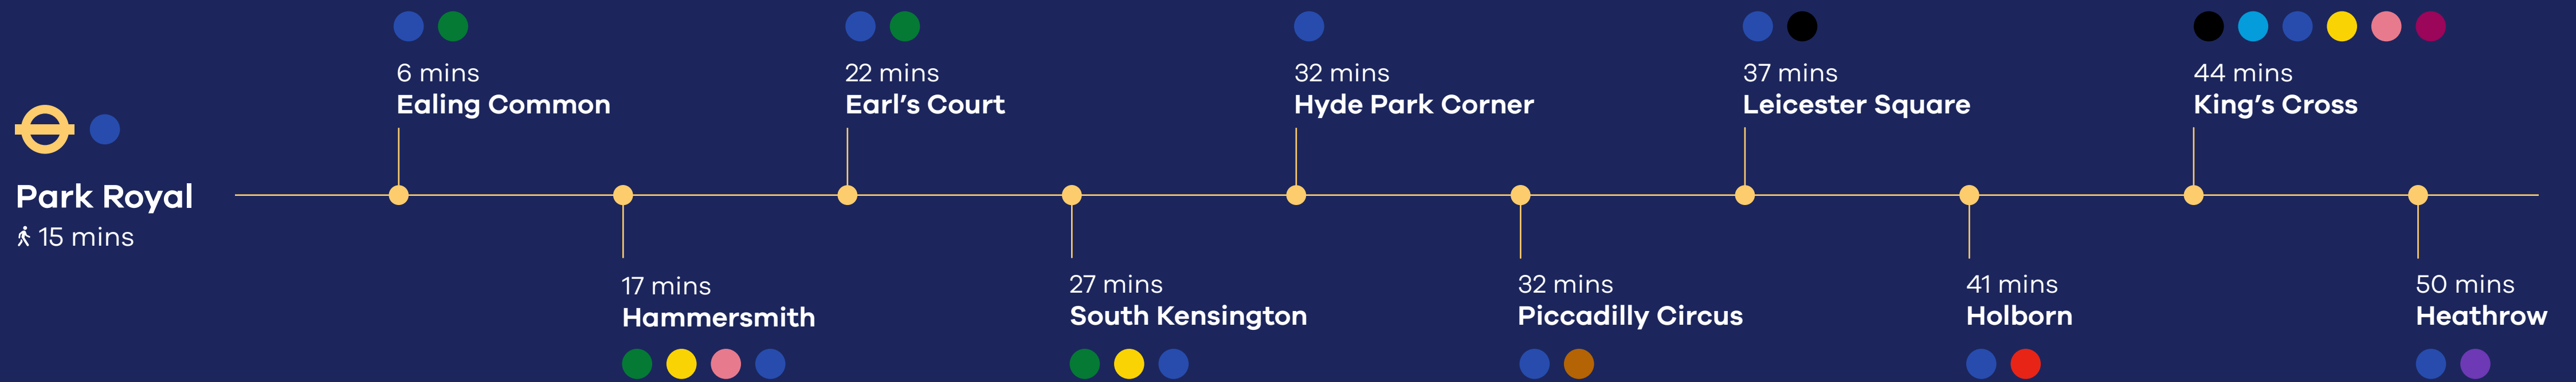 Park Royal
15 mins
6 mins
Ealing Common
17 mins
Hammersmith
22 mins
Earl’s Court
27 mins
South Kensington
32 mins
Hyde Park Corner
32 mins
Piccadilly Circus
37 mins
Leicester Square
41 mins
Holborn
44 mins
King’s Cross
50 mins
Heathrow